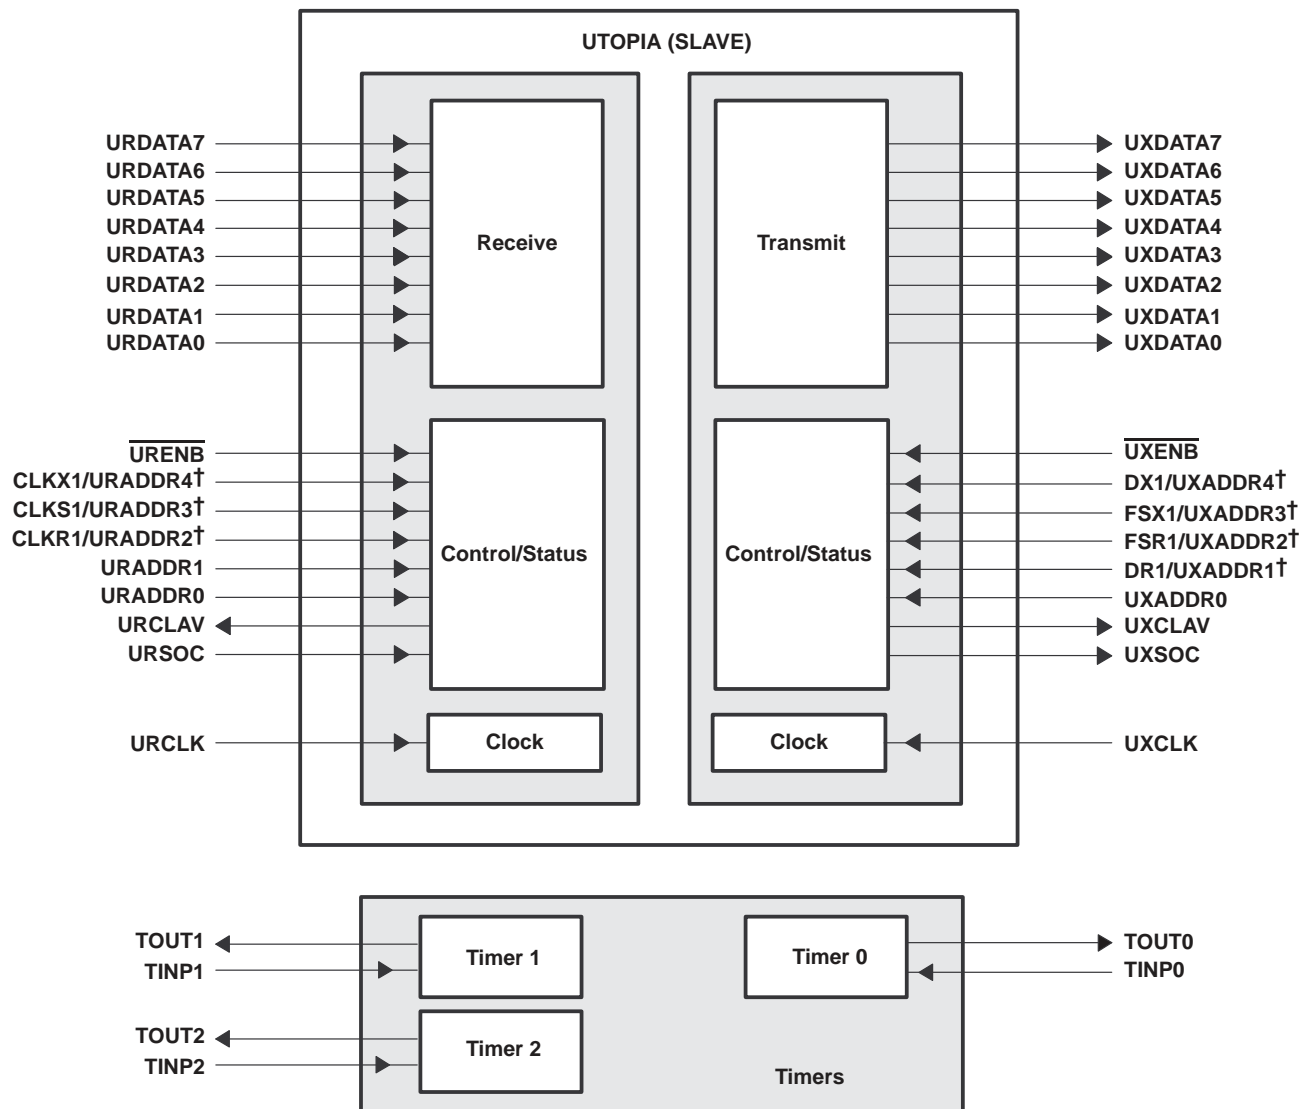 UTOPIA (SLAVE)
URDATA7
URDATA6
URDATA5
URDATA4
URDATA3
URDATA2
URDATA1
URDATA0
Receive
Transmit
UXDATA7
UXDATA6
UXDATA5
UXDATA4
UXDATA3
UXDATA2
UXDATA1
UXDATA0
URENB
CLKX1/URADDR4†
CLKS1/URADDR3†
CLKR1/URADDR2†
URADDR1
URADDR0
URCLAV
URSOC
Control/Status
Control/Status
UXENB
DX1/UXADDR4†
FSX1/UXADDR3†
FSR1/UXADDR2†
DR1/UXADDR1†
UXADDR0
UXCLAV
UXSOC
URCLK
Clock
Clock
UXCLK
TOUT1
TINP1
Timer 1
Timer 0
TOUT0
TINP0
TOUT2
TINP2
Timer 2
Timers